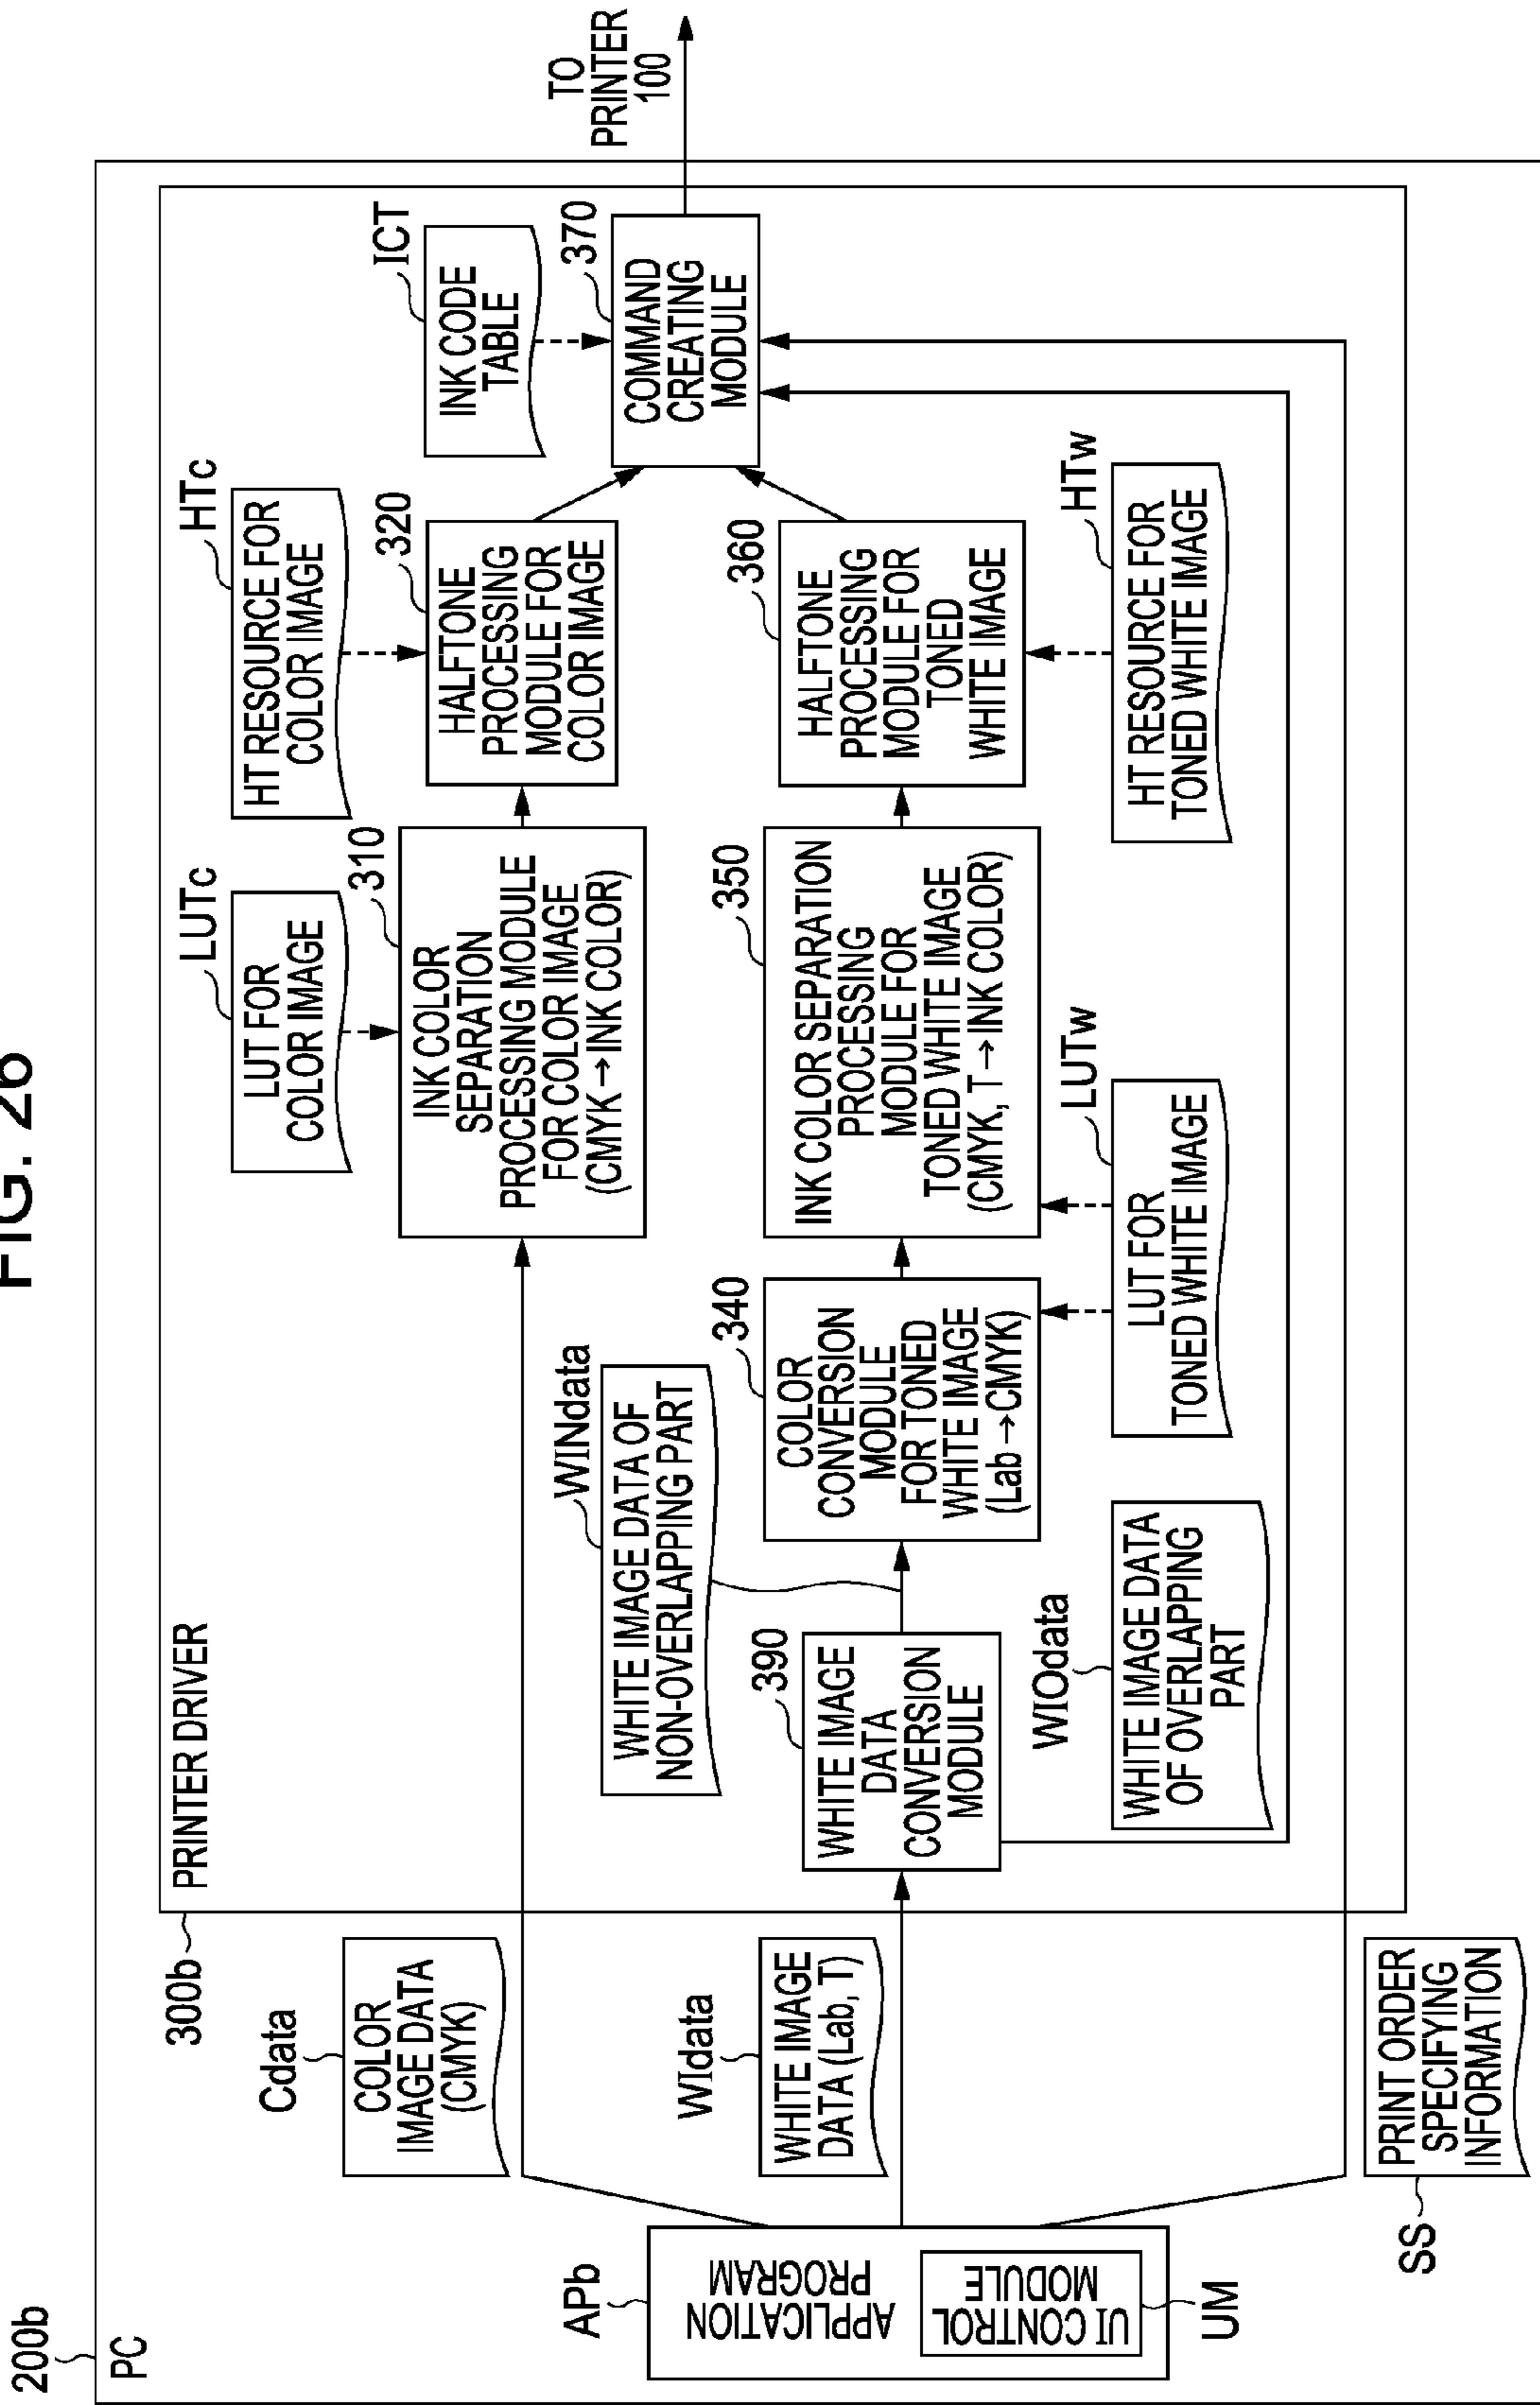 FIG. 26
200b
PC
300b
PRINTER DRIVER
APb
APPLICATION
PROGRAM
UI CONTROL
MODULE
UM
Cdata
COLOR
IMAGE DATA
(CMYK)
WIdata
WHITE IMAGE
DATA (Lab, T)
SS
PRINT ORDER
SPECIFYING
INFORMATION
LUTc
LUT FOR
COLOR IMAGE
310
INK COLOR
SEPARATION
PROCESSING MODULE
FOR COLOR IMAGE
(CMYK → INK COLOR)
HTc
HT RESOURCE FOR
COLOR IMAGE
320
HALFTONE
PROCESSING
MODULE FOR
COLOR IMAGE
ICT
INK CODE
TABLE
370
COMMAND
CREATING
MODULE
TO
PRINTER
100
WINdata
WHITE IMAGE DATA OF
NON-OVERLAPPING PART
390
WHITE IMAGE
DATA
CONVERSION
MODULE
340
COLOR
CONVERSION
MODULE
FOR TONED
WHITE IMAGE
(Lab → CMYK)
350
INK COLOR SEPARATION
PROCESSING
MODULE FOR
TONED WHITE IMAGE
(CMYK, T → INK COLOR)
360
HALFTONE
PROCESSING
MODULE FOR
TONED
WHITE IMAGE
WIOdata
WHITE IMAGE DATA
OF OVERLAPPING
PART
LUTw
LUT FOR
TONED WHITE IMAGE
HTw
HT RESOURCE FOR
TONED WHITE IMAGE